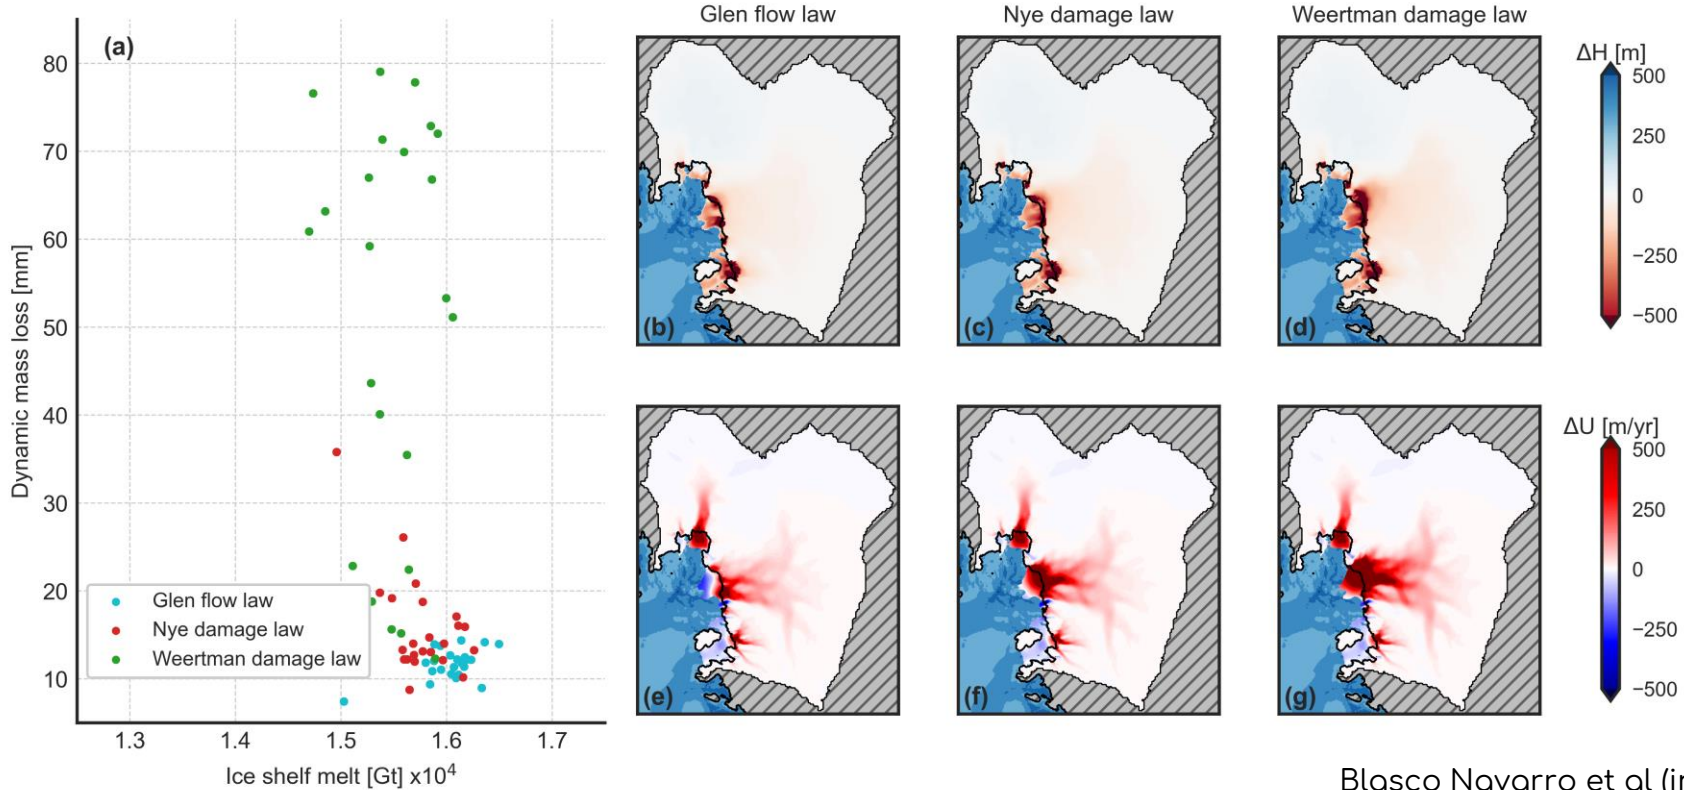 Glen flow law
Nye damage law
Weertman damage law
(a)
80
70
60
50
40
30
20
10
Dynamic mass loss [mm]
Glen flow law
Nye damage law
Weertman damage law
1.3
1.4
1.5
1.6
1.7
Ice shelf melt [Gt] x10⁴
(b)
(c)
(d)
ΔH [m]
500
250
0
−250
−500
(e)
(f)
(g)
ΔU [m/yr]
500
250
0
−250
−500
Blasco Navarro et al (in